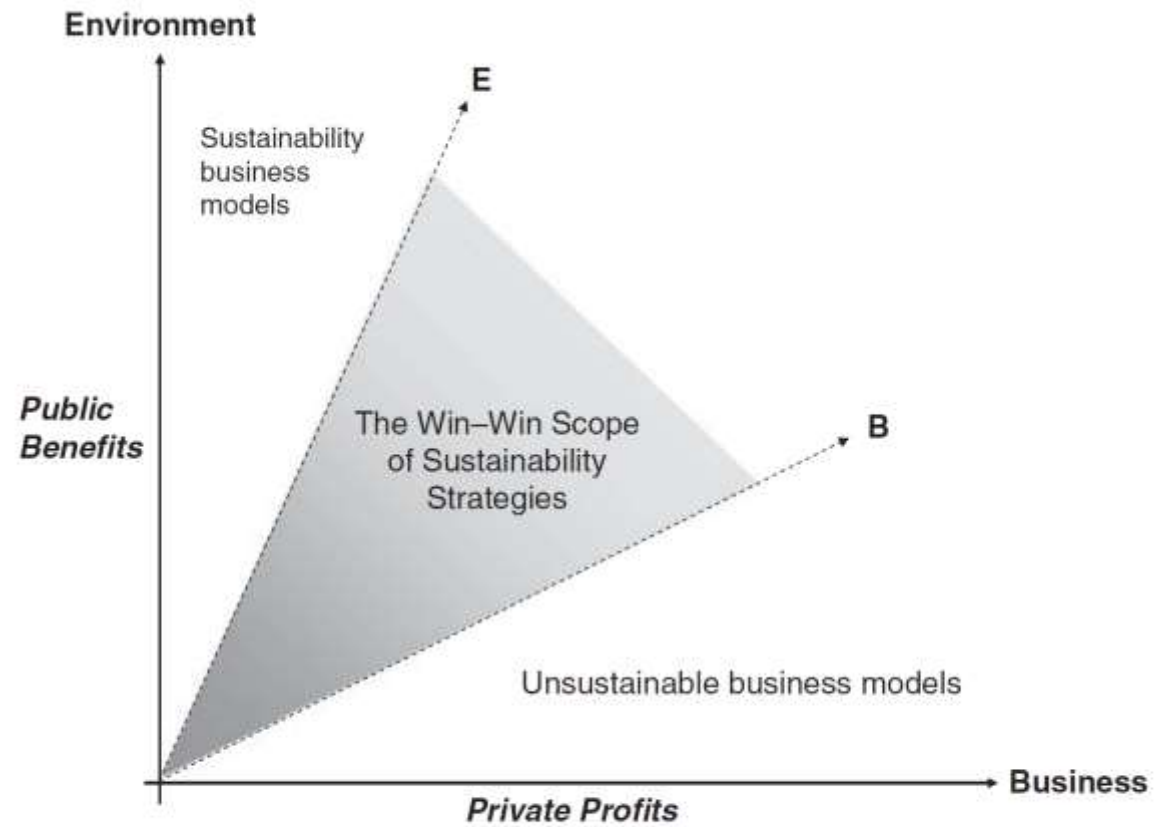 Environment
E
Sustainability
business
models
Public
Benefits
The Win–Win Scope
of Sustainability
Strategies
B
Unsustainable business models
Business
Private Profits